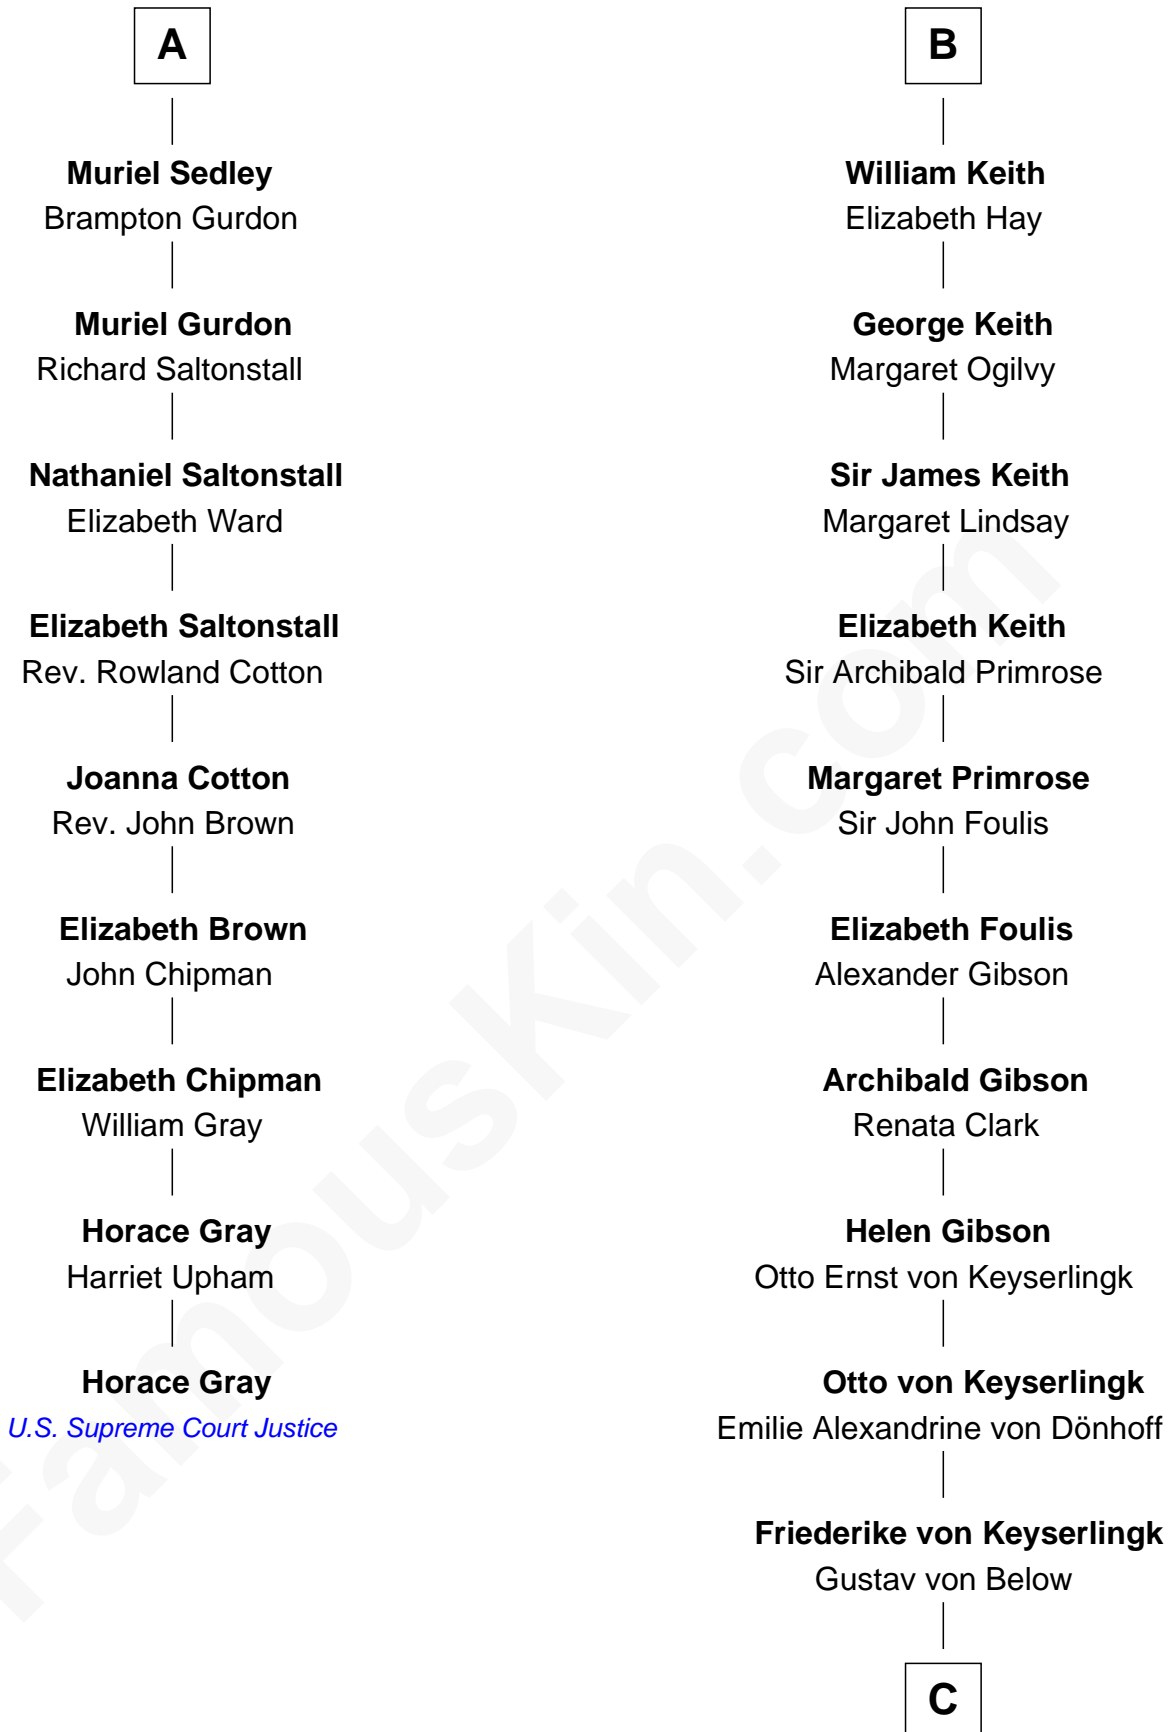 A
Muriel Sedley
Brampton Gurdon
Muriel Gurdon
Richard Saltonstall
Nathaniel Saltonstall
Elizabeth Ward
Elizabeth Saltonstall
Rev. Rowland Cotton
Joanna Cotton
Rev. John Brown
Elizabeth Brown
John Chipman
Elizabeth Chipman
William Gray
Horace Gray
Harriet Upham
Horace Gray
U.S. Supreme Court Justice
B
William Keith
Elizabeth Hay
George Keith
Margaret Ogilvy
Sir James Keith
Margaret Lindsay
Elizabeth Keith
Sir Archibald Primrose
Margaret Primrose
Sir John Foulis
Elizabeth Foulis
Alexander Gibson
Archibald Gibson
Renata Clark
Helen Gibson
Otto Ernst von Keyserlingk
Otto von Keyserlingk
Emilie Alexandrine von Dönhoff
Friederike von Keyserlingk
Gustav von Below
C
FamousKin.com